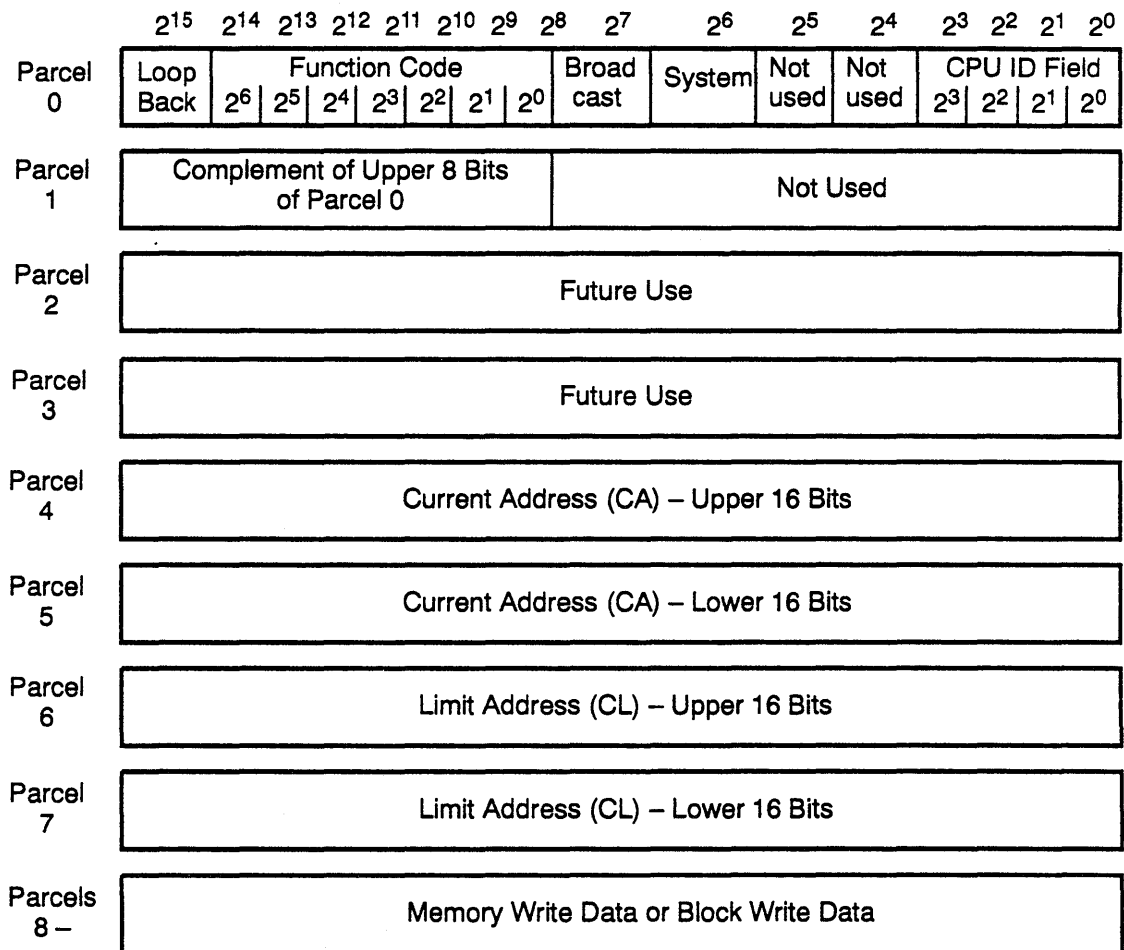 2¹⁵ 2¹⁴ 2¹³ 2¹² 2¹¹ 2¹⁰ 2⁹ 2⁸ 2⁷ 2⁶ 2⁵ 2⁴ 2³ 2² 2¹ 2⁰
Parcel
0
Loop
Back
Function Code
2⁶ 2⁵ 2⁴ 2³ 2² 2¹ 2⁰
Broad
cast
System
Not
used
Not
used
CPU ID Field
2³ 2² 2¹ 2⁰
Parcel
1
Complement of Upper 8 Bits
of Parcel 0
Not Used
Parcel
2
Future Use
Parcel
3
Future Use
Parcel
4
Current Address (CA) – Upper 16 Bits
Parcel
5
Current Address (CA) – Lower 16 Bits
Parcel
6
Limit Address (CL) – Upper 16 Bits
Parcel
7
Limit Address (CL) – Lower 16 Bits
Parcels
8 –
Memory Write Data or Block Write Data